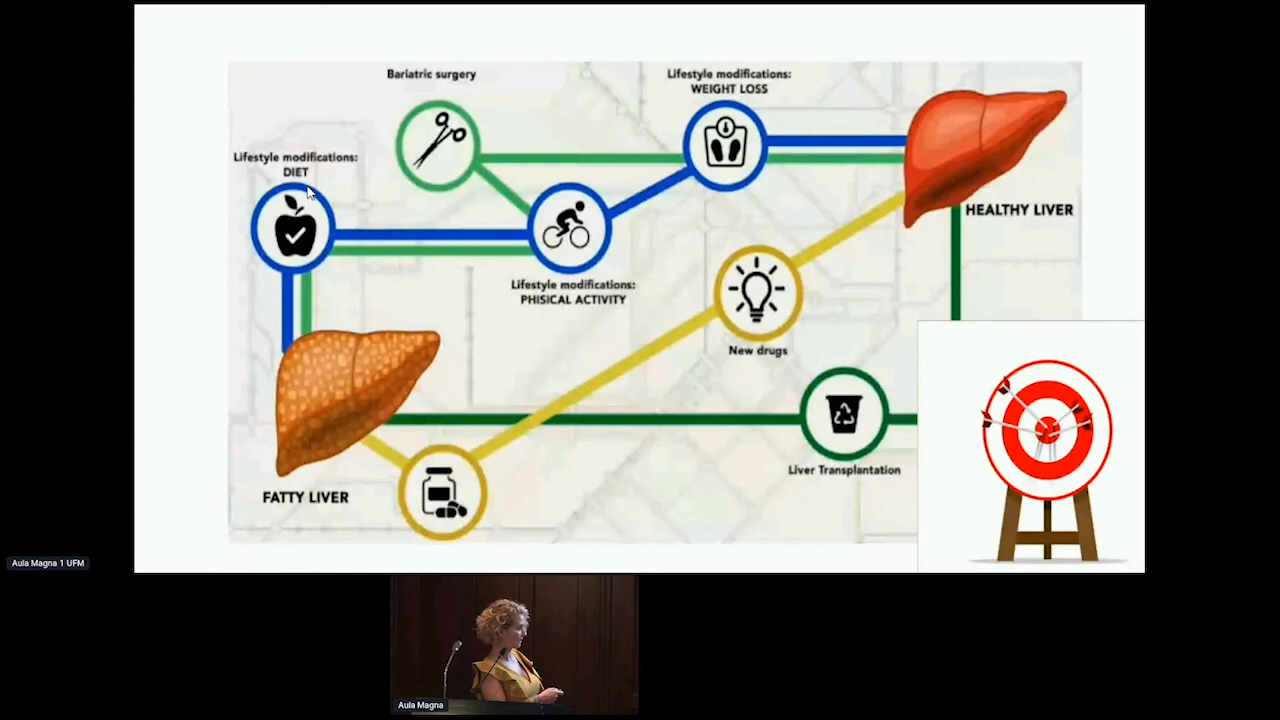 Bariatric surgery
Lifestyle modifications:
WEIGHT LOSS
Lifestyle modifications:
DIET
HEALTHY LIVER
Lifestyle modifications:
PHISICAL ACTIVITY
New drugs
Liver Transplantation
FATTY LIVER
Aula Magna 1 UFM
Aula Magna